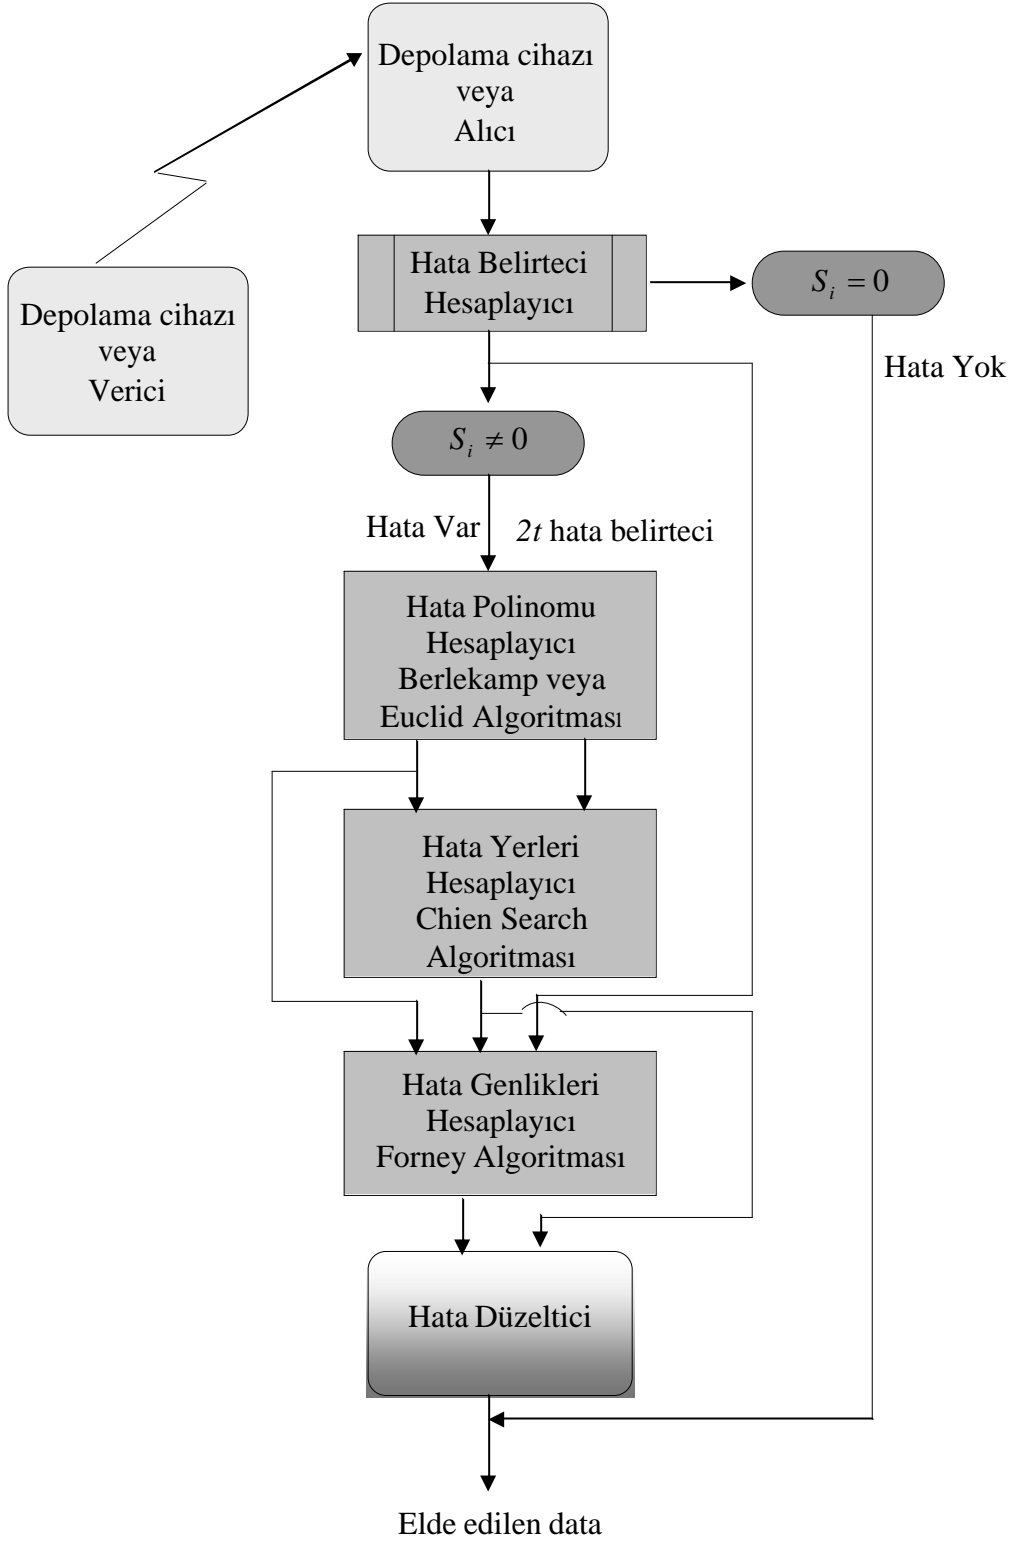 Depolama cihazı
veya
Alıcı
Hata Belirteci
Hesaplayıcı
S_i = 0
Depolama cihazı
veya
Verici
Hata Yok
S_i ≠ 0
Hata Var
2t hata belirteci
Hata Polinomu
Hesaplayıcı
Berlekamp veya
Euclid Algoritması
Hata Yerleri
Hesaplayıcı
Chien Search
Algoritması
Hata Genlikleri
Hesaplayıcı
Forney Algoritması
Hata Düzeltici
Elde edilen data